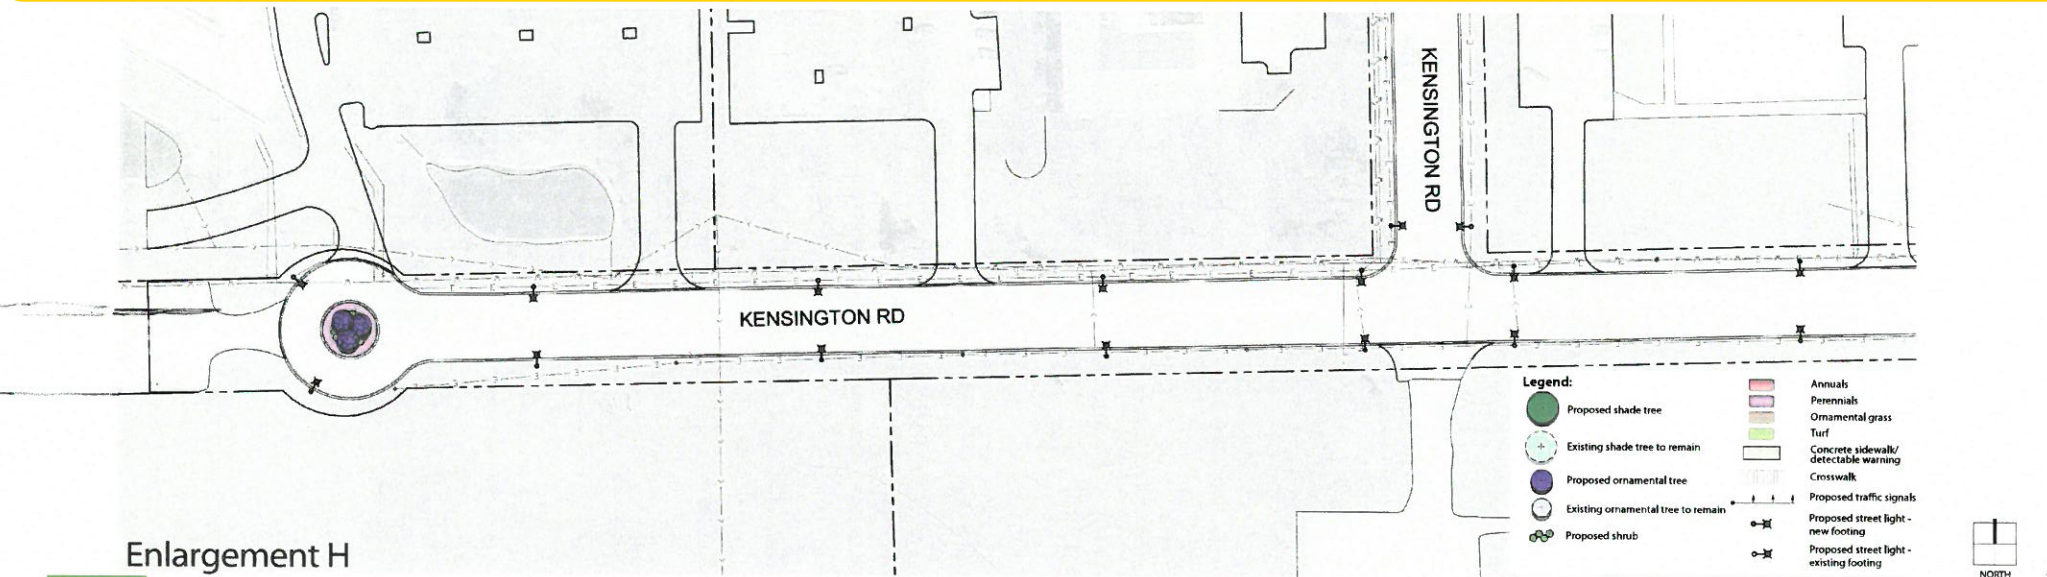 KENSINGTON RD
KENSINGTON RD
Legend:
Proposed shade tree
Existing shade tree to remain
Proposed ornamental tree
Existing ornamental tree to remain
Proposed shrub
Annuals
Perennials
Ornamental grass
Turf
Concrete sidewalk/
detectable warning
Crosswalk
Proposed traffic signals
Proposed street light -
new footing
Proposed street light -
existing footing
Enlargement H
NORTH